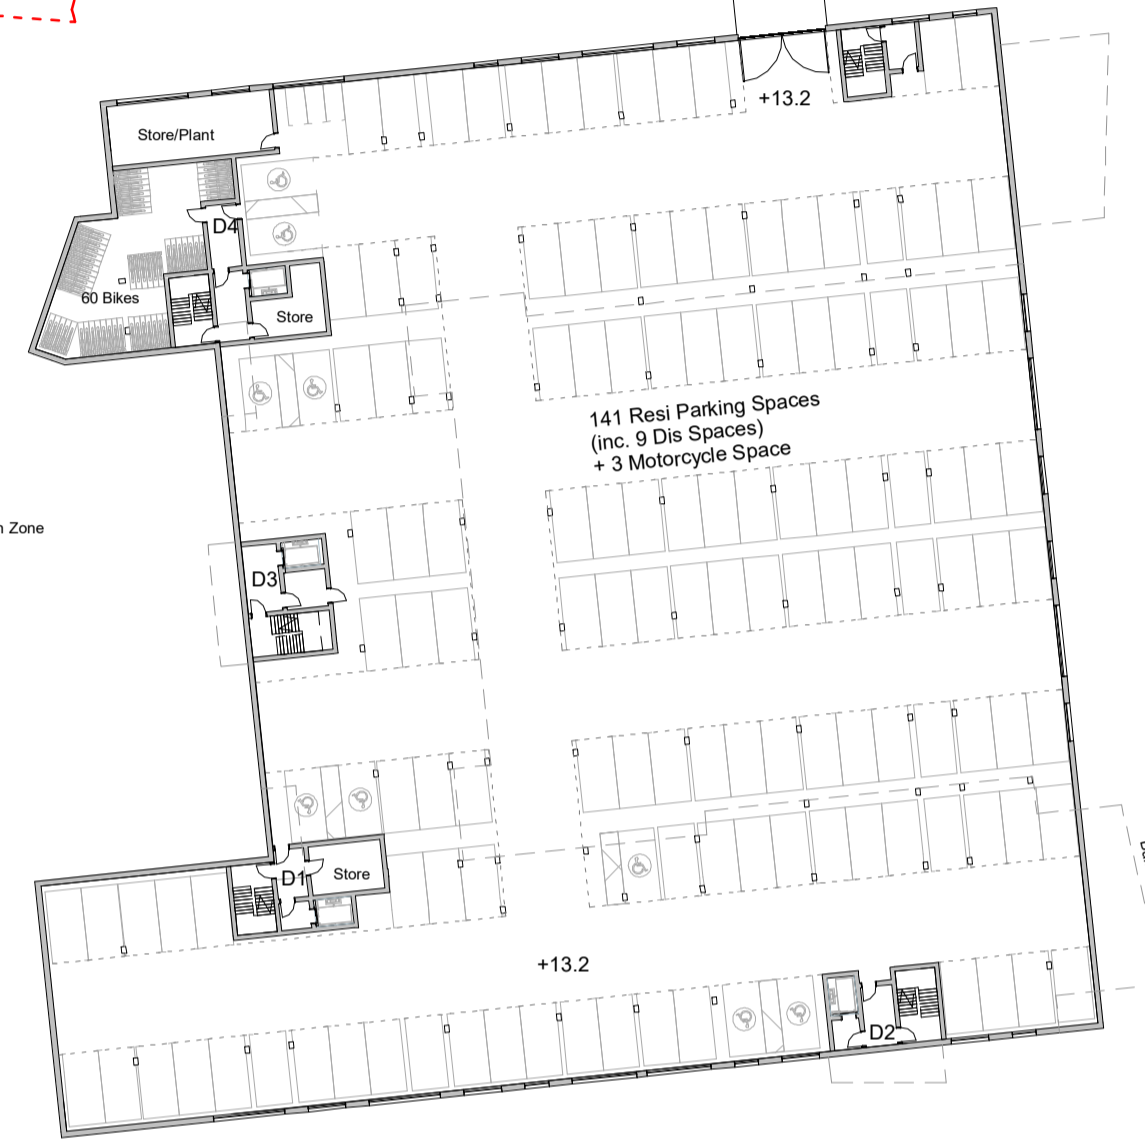 +13.2
Store/Plant
D4
60 Bikes
Store
141 Resi Parking Spaces
(inc. 9 Dis Spaces)
+ 3 Motorcycle Space
Zone
D3
D1
Store
+13.2
D2